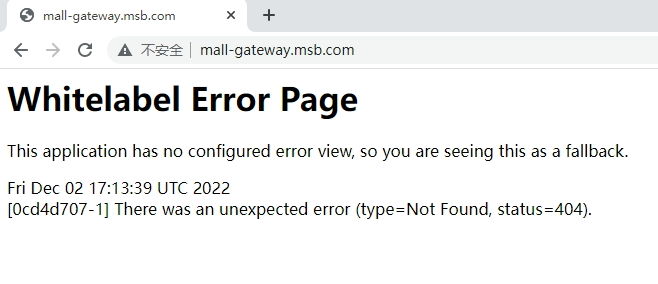 mall-gateway.msb.com
不安全 mall-gateway.msb.com
Whitelabel Error Page
This application has no configured error view, so you are seeing this as a fallback.
Fri Dec 02 17:13:39 UTC 2022
[0cd4d707-1] There was an unexpected error (type=Not Found, status=404).